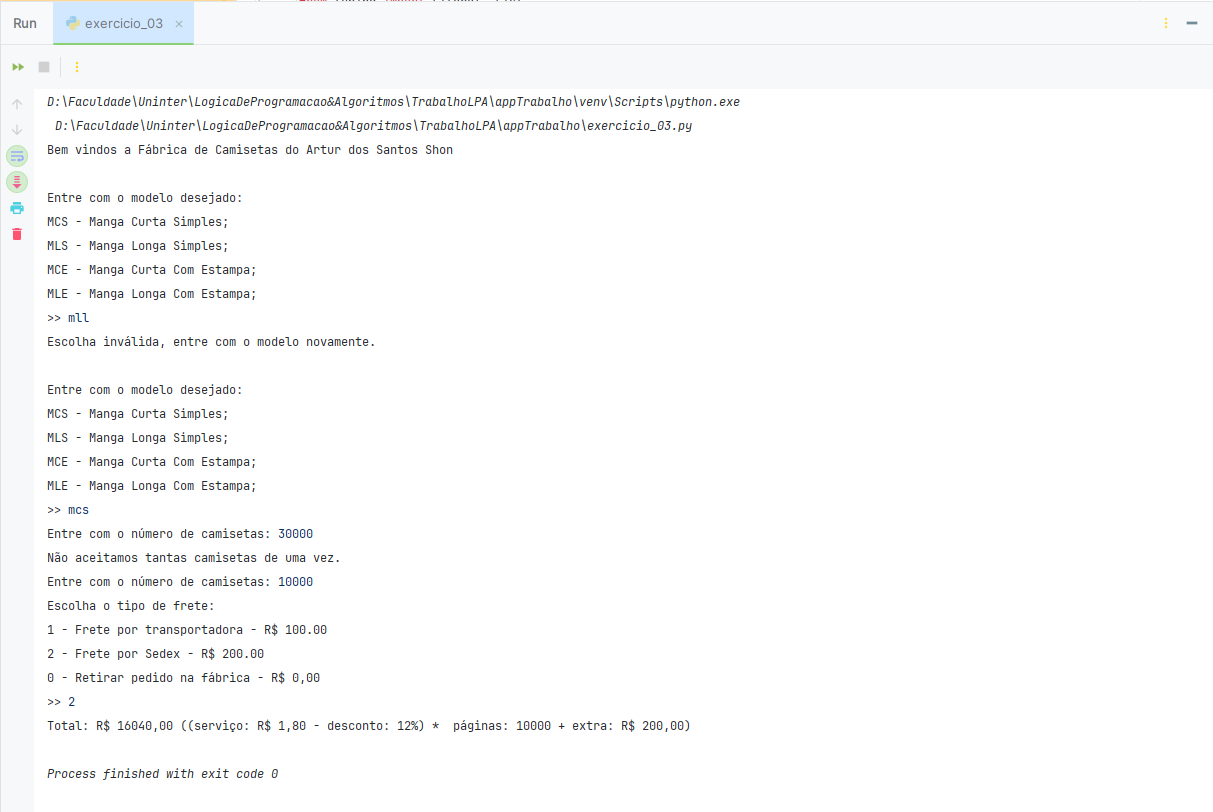 Run exercicio_03
D:\Faculdade\Uninter\LogicaDeProgramacao&Algoritmos\TrabalhoLPA\appTrabalho\venv\Scripts\python.exe
D:\Faculdade\Uninter\LogicaDeProgramacao&Algoritmos\TrabalhoLPA\appTrabalho\exercicio_03.py
Bem vindos a Fábrica de Camisetas do Artur dos Santos Shon
Entre com o modelo desejado:
MCS - Manga Curta Simples;
MLS - Manga Longa Simples;
MCE - Manga Curta Com Estampa;
MLE - Manga Longa Com Estampa;
>> mll
Escolha inválida, entre com o modelo novamente.
Entre com o modelo desejado:
MCS - Manga Curta Simples;
MLS - Manga Longa Simples;
MCE - Manga Curta Com Estampa;
MLE - Manga Longa Com Estampa;
>> mcs
Entre com o número de camisetas: 30000
Não aceitamos tantas camisetas de uma vez.
Entre com o número de camisetas: 10000
Escolha o tipo de frete:
1 - Frete por transportadora - R$ 100.00
2 - Frete por Sedex - R$ 200.00
0 - Retirar pedido na fábrica - R$ 0,00
>> 2
Total: R$ 16040,00 ((serviço: R$ 1,80 - desconto: 12%) *  páginas: 10000 + extra: R$ 200,00)
Process finished with exit code 0